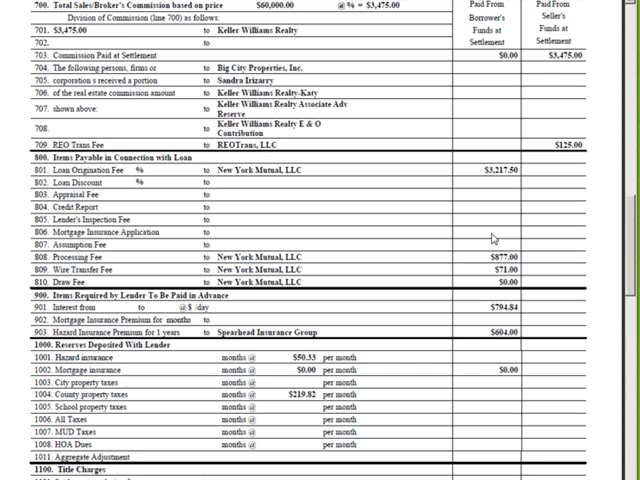 700. Total Sales/Broker's Commission based on price $60,000.00 @ % = $3,475.00
Paid From Borrower's Funds at Settlement
Paid From Seller's Funds at Settlement
Division of Commission (line 700) as follows:
701. $3,475.00 to Keller Williams Realty
702. to
703. Commission Paid at Settlement $0.00 $3,475.00
704. The following persons, firms or to Big City Properties, Inc.
705. corporation s received a portion to Sandra Irizarry
706. of the real estate commission amount to Keller Williams Realty-Katy
707. shown above: to Keller Williams Realty Associate Adv Reserve
708. to Keller Williams Realty E & O Contribution
709. REO Trans Fee to REOTrans, LLC $125.00
800. Items Payable in Connection with Loan
801. Loan Origination Fee % to New York Mutual, LLC $3,217.50
802. Loan Discount % to
803. Appraisal Fee to
804. Credit Report to
805. Lender's Inspection Fee to
806. Mortgage Insurance Application to
807. Assumption Fee to
808. Processing Fee to New York Mutual, LLC $877.00
809. Wire Transfer Fee to New York Mutual, LLC $71.00
810. Draw Fee to New York Mutual, LLC $0.00
900. Items Required by Lender To Be Paid in Advance
901. Interest from to @ $ /day $794.84
902. Mortgage Insurance Premium for months to
903. Hazard Insurance Premium for 1 years to Spearhead Insurance Group $604.00
1000. Reserves Deposited With Lender
1001. Hazard insurance months @ $50.33 per month
1002. Mortgage insurance months @ $0.00 per month $0.00
1003. City property taxes months @ per month
1004. County property taxes months @ $219.82 per month
1005. School property taxes months @ per month
1006. All Taxes months @ per month
1007. MUD Taxes months @ per month
1008. HOA Dues months @ per month
1011. Aggregate Adjustment
1100. Title Charges